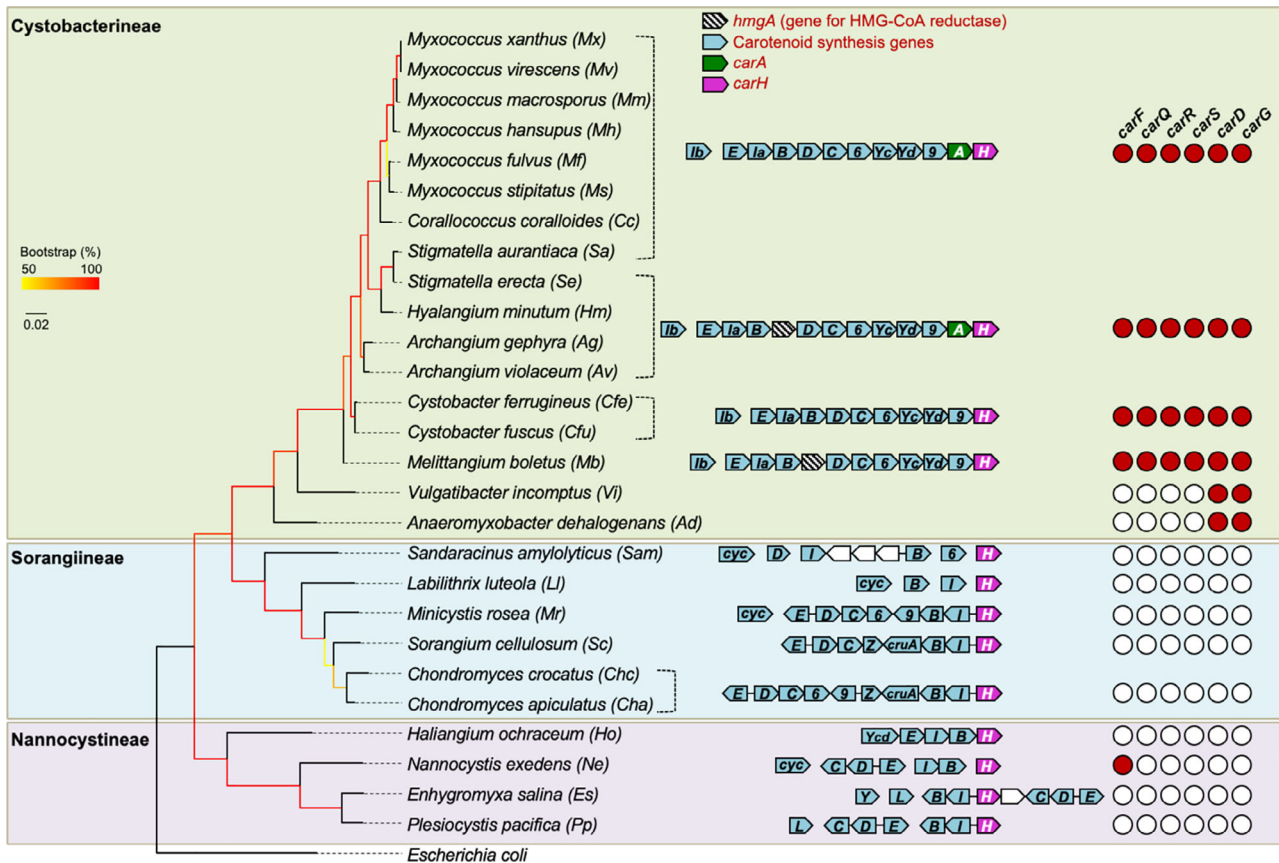 Cystobacterineae
hmgA (gene for HMG-CoA reductase)
Carotenoid synthesis genes
carA
carH
carF carQ carR carS carD carG
Bootstrap (%)
50 100
0.02
Myxococcus xanthus (Mx)
Myxococcus virescens (Mv)
Myxococcus macrosporus (Mm)
Myxococcus hansupus (Mh)
Ib E Ia B D C 6 Yc Yd 9 A H
Myxococcus fulvus (Mf)
Myxococcus stipitatus (Ms)
Corallococcus coralloides (Cc)
Stigmatella aurantiaca (Sa)
Stigmatella erecta (Se)
Hyalangium minutum (Hm)
Ib E Ia B D C 6 Yc Yd 9 A H
Archangium gephyra (Ag)
Archangium violaceum (Av)
Cystobacter ferrugineus (Cfe)
Ib E Ia B D C 6 Yc Yd 9 H
Cystobacter fuscus (Cfu)
Melittangium boletus (Mb) Ib E Ia B D C 6 Yc Yd 9 H
Vulgatibacter incomptus (Vi)
Anaeromyxobacter dehalogenans (Ad)
Sorangiineae
Sandaracinus amylolyticus (Sam) cyc D I B 6 H
Labilithrix luteola (Ll) cyc B I H
Minicystis rosea (Mr) cyc E D C 6 9 B I H
Sorangium cellulosum (Sc) E D C Z cruA B I H
Chondromyces crocatus (Chc)
E D C 6 9 Z cruA B I H
Chondromyces apiculatus (Cha)
Nannocystineae
Haliangium ochraceum (Ho) Ycd E I B H
Nannocystis exedens (Ne) cyc C D E I B H
Enhygromyxa salina (Es) Y L B I H C D E
Plesiocystis pacifica (Pp) L C D E B I H
Escherichia coli